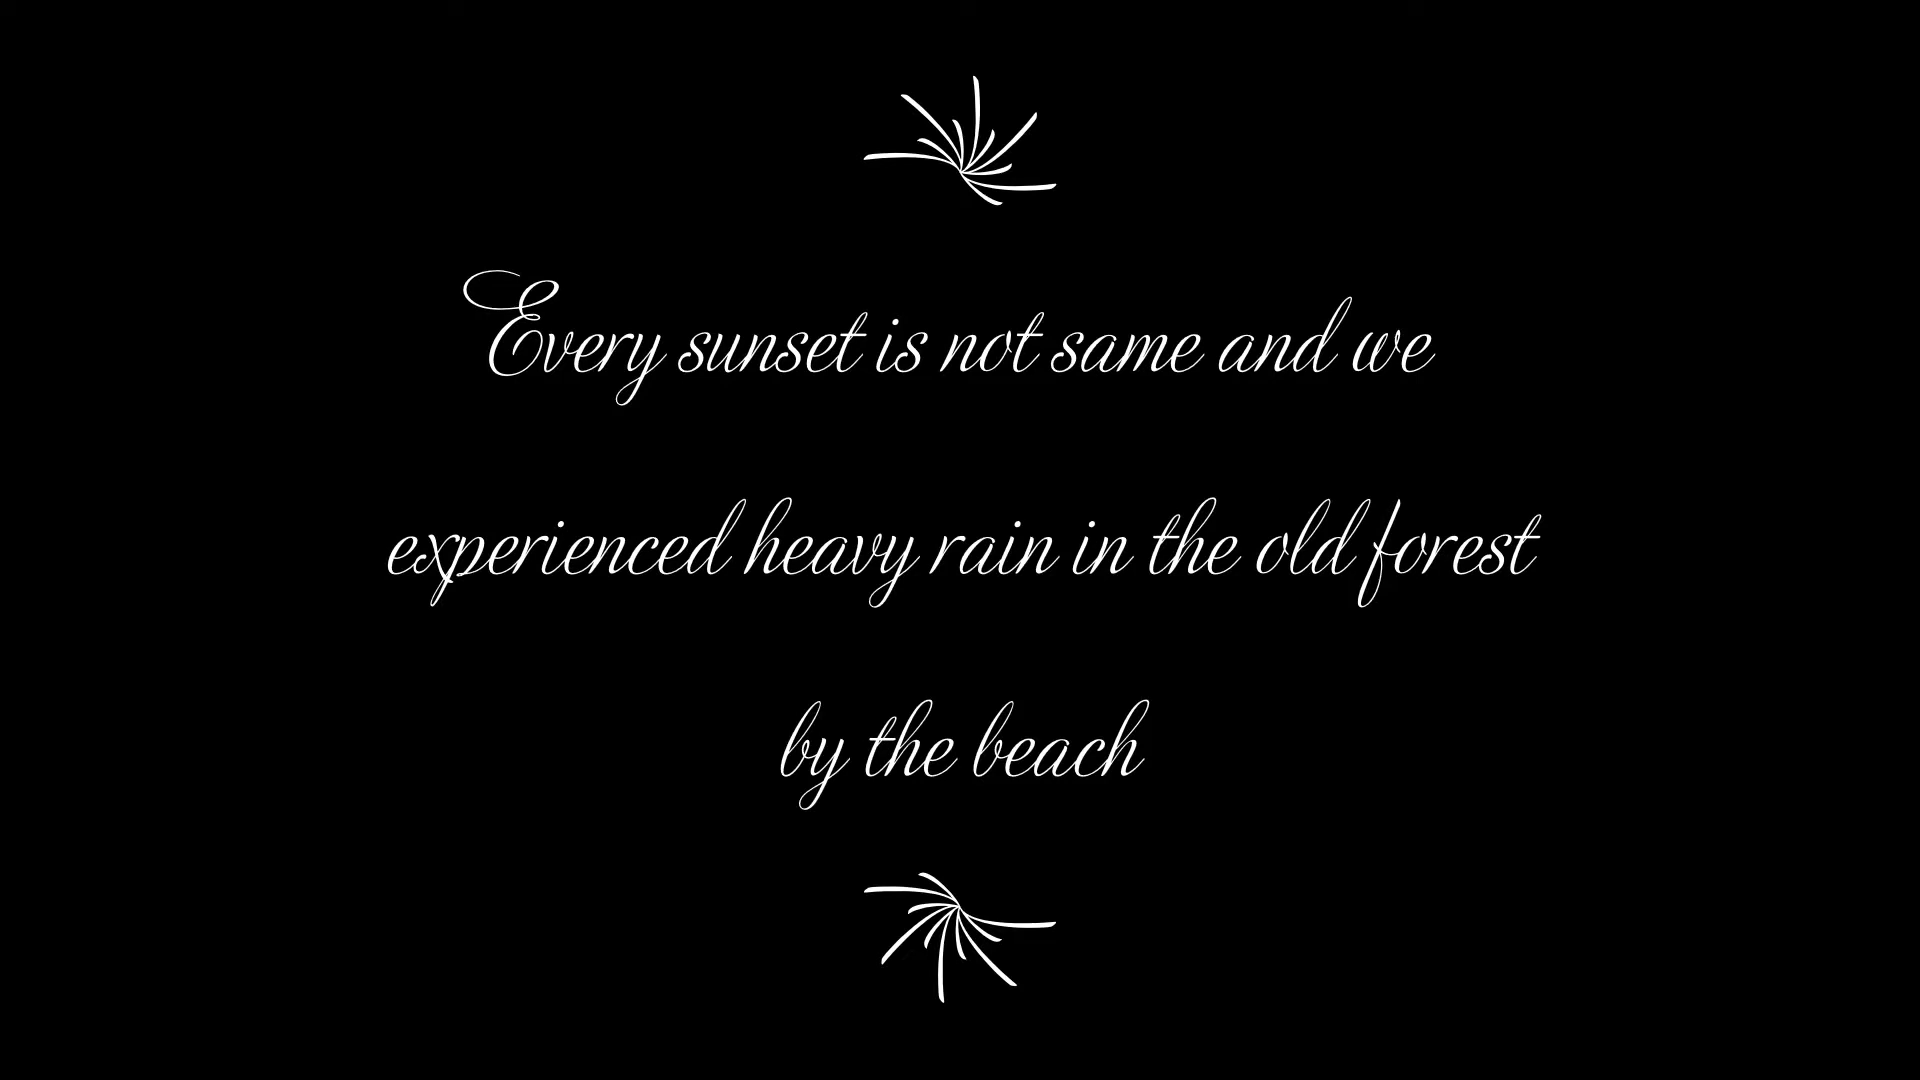 Every sunset is not same and we
experienced heavy rain in the old forest
by the beach